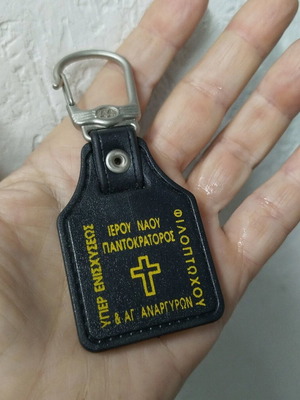 ΥΠΕΡ ΕΝΙΣΧΥΣΕΩΣ
ΦΙΛΟΠΤΩΧΟΥ
ΙΕΡΟΥ ΝΑΟΥ
ΠΑΝΤΟΚΡΑΤΟΡΟΣ
& ΑΓ. ΑΝΑΡΓΥΡΩΝ